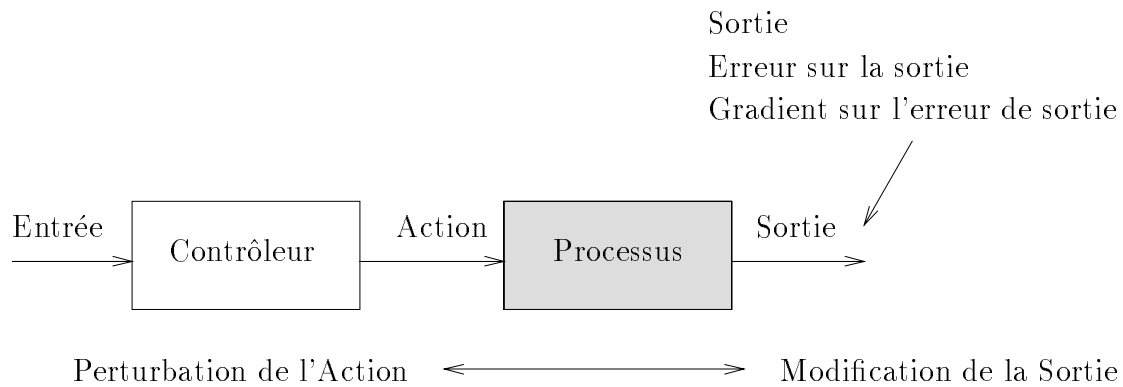 Sortie
Erreur sur la sortie
Gradient sur l'erreur de sortie
Entrée
Contrôleur
Action
Processus
Sortie
Perturbation de l'Action
Modification de la Sortie